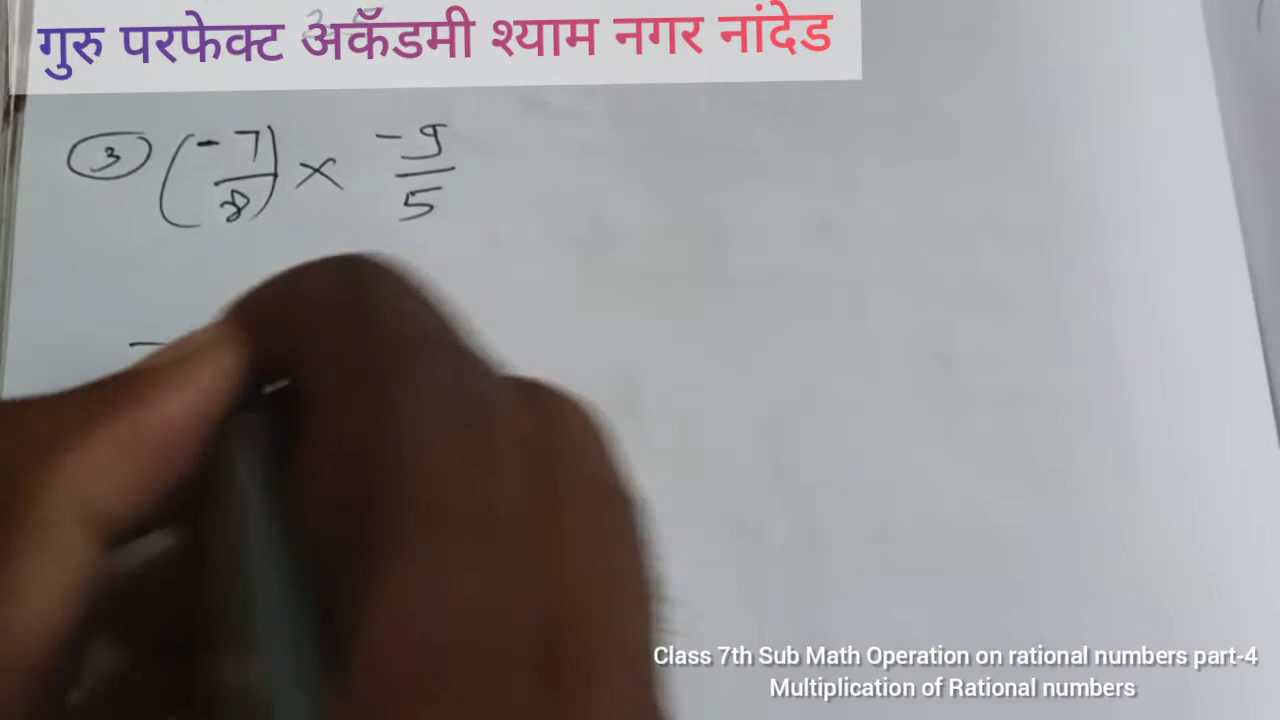 गुरु परफेक्ट अकॅडमी श्याम नगर नांदेड
③ (-7/8) × -9/5
Class 7th Sub Math Operation on rational numbers part-4
Multiplication of Rational numbers